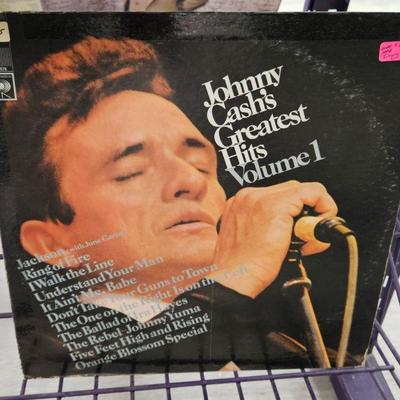 Johnny
Cash's
Greatest
Hits
Volume 1
Jackson (with June Carter)
Ring of Fire
I Walk the Line
Understand Your Man
It Ain't Me, Babe
Don't Your Guns to Town
The One on the Right Is on the Left
The Ballad of Ira Hayes
The Rebel-Johnny Yuma
Five Feet High and Rising
Orange Blossom Special